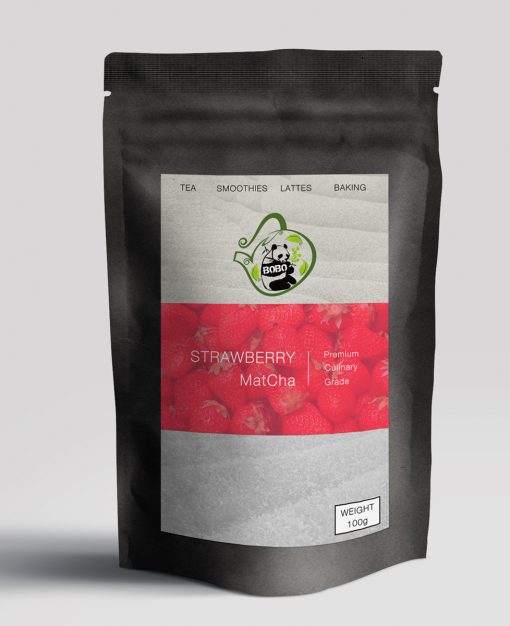 TEA SMOOTHIES LATTES BAKING
BOBO
STRAWBERRY
MatCha
Premium
Culinary
Grade
WEIGHT
100g